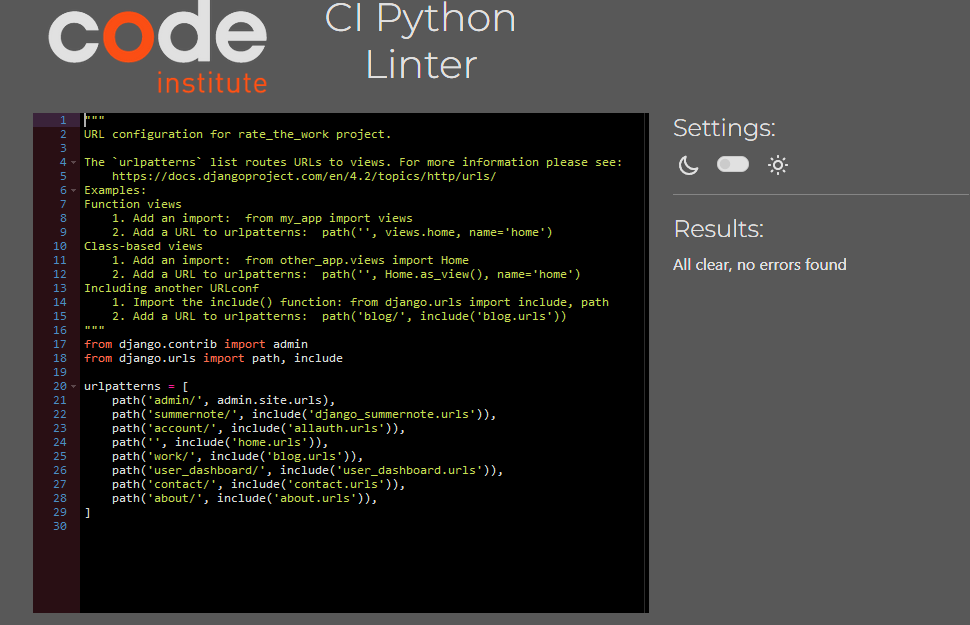 code
institute
CI Python
Linter
1 """
2 URL configuration for rate_the_work project.
3
4 The `urlpatterns` list routes URLs to views. For more information please see:
5     https://docs.djangoproject.com/en/4.2/topics/http/urls/
6 Examples:
7 Function views
8     1. Add an import:  from my_app import views
9     2. Add a URL to urlpatterns:  path('', views.home, name='home')
10 Class-based views
11     1. Add an import:  from other_app.views import Home
12     2. Add a URL to urlpatterns:  path('', Home.as_view(), name='home')
13 Including another URLconf
14     1. Import the include() function: from django.urls import include, path
15     2. Add a URL to urlpatterns:  path('blog/', include('blog.urls'))
16 """
17 from django.contrib import admin
18 from django.urls import path, include
19
20 urlpatterns = [
21     path('admin/', admin.site.urls),
22     path('summernote/', include('django_summernote.urls')),
23     path('account/', include('allauth.urls')),
24     path('', include('home.urls')),
25     path('work/', include('blog.urls')),
26     path('user_dashboard/', include('user_dashboard.urls')),
27     path('contact/', include('contact.urls')),
28     path('about/', include('about.urls')),
29 ]
30
Settings:
Results:
All clear, no errors found